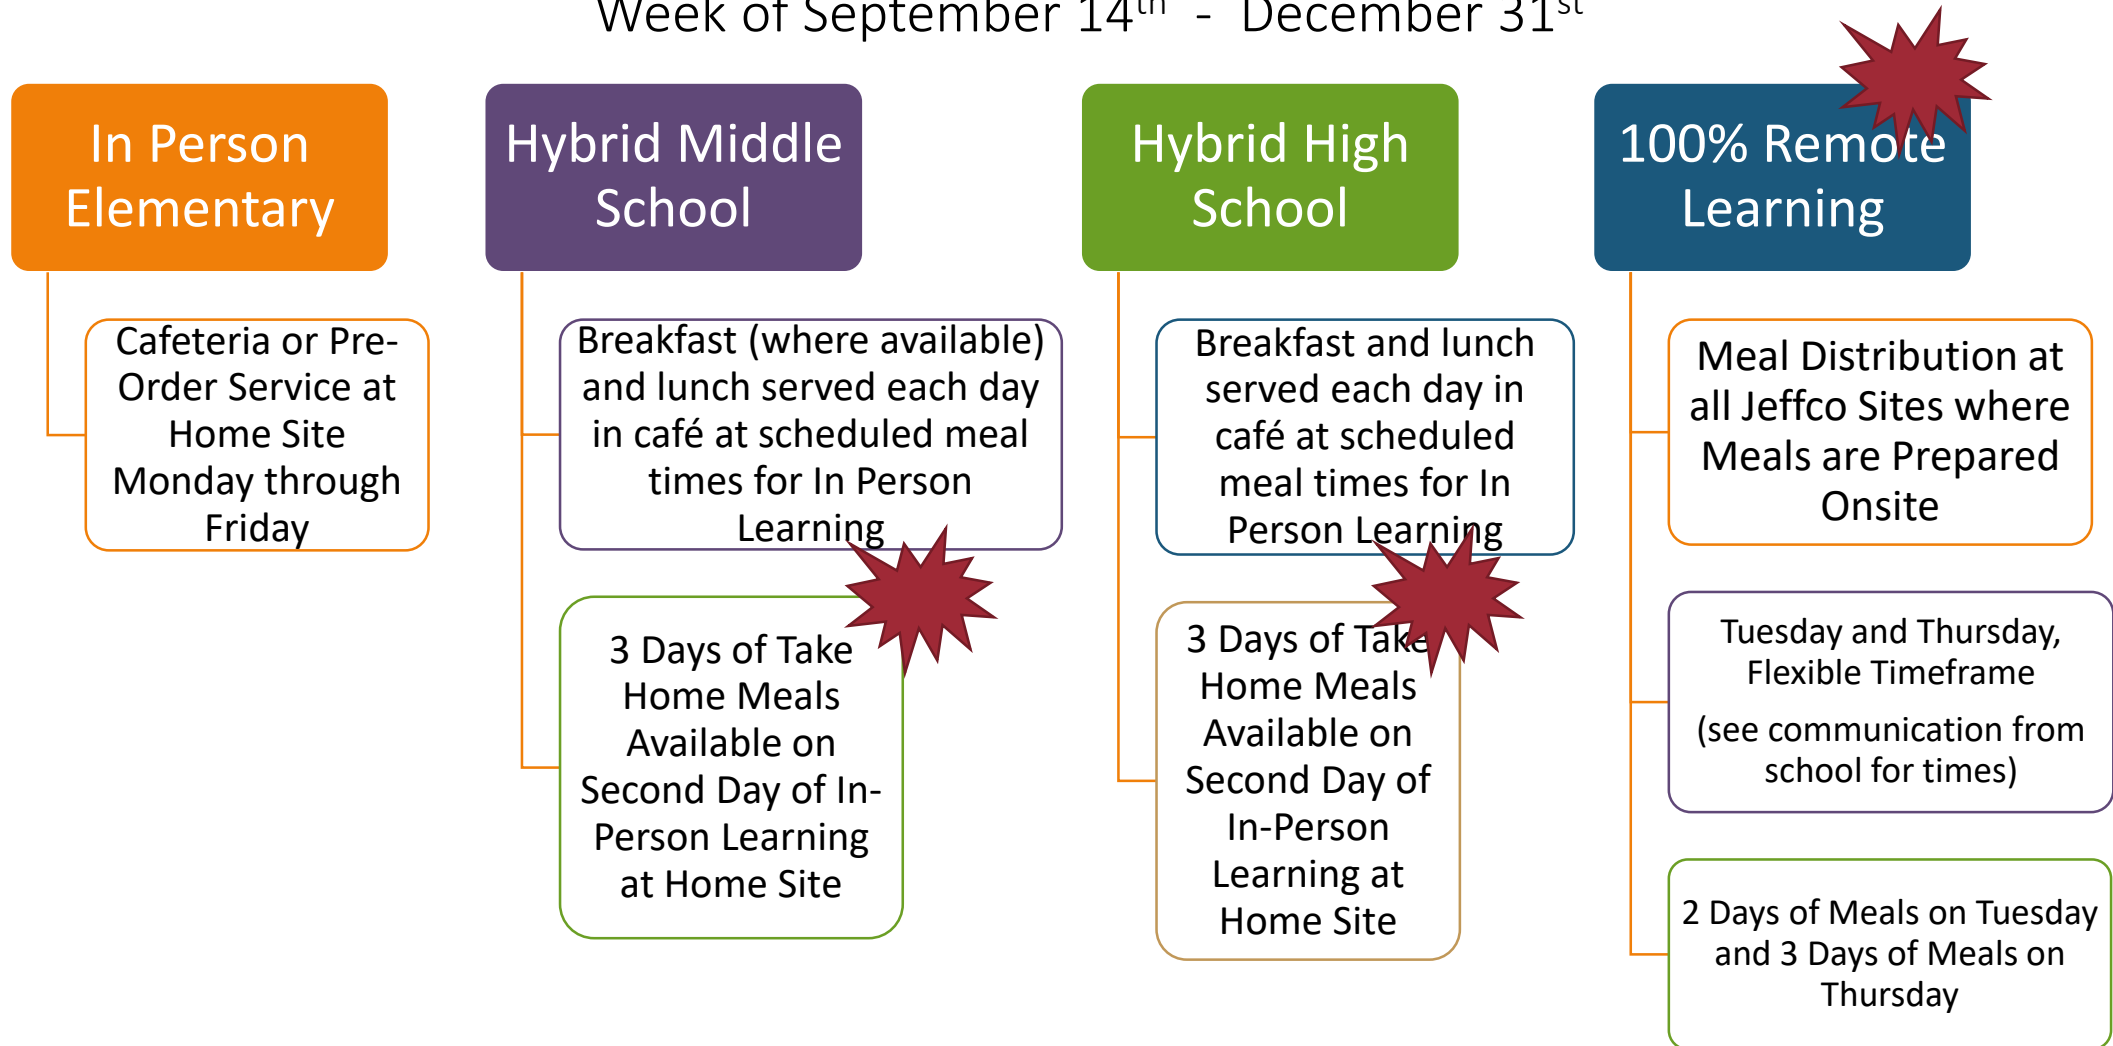 Week of September 14th - December 31st
In Person
Elementary
Cafeteria or Pre-
Order Service at
Home Site
Monday through
Friday
Hybrid Middle
School
Breakfast (where available)
and lunch served each day
in café at scheduled meal
times for In Person
Learning
3 Days of Take
Home Meals
Available on
Second Day of In-
Person Learning
at Home Site
Hybrid High
School
Breakfast and lunch
served each day in
café at scheduled
meal times for In
Person Learning
3 Days of Take
Home Meals
Available on
Second Day of
In-Person
Learning at
Home Site
100% Remote
Learning
Meal Distribution at
all Jeffco Sites where
Meals are Prepared
Onsite
Tuesday and Thursday,
Flexible Timeframe
(see communication from
school for times)
2 Days of Meals on Tuesday
and 3 Days of Meals on
Thursday